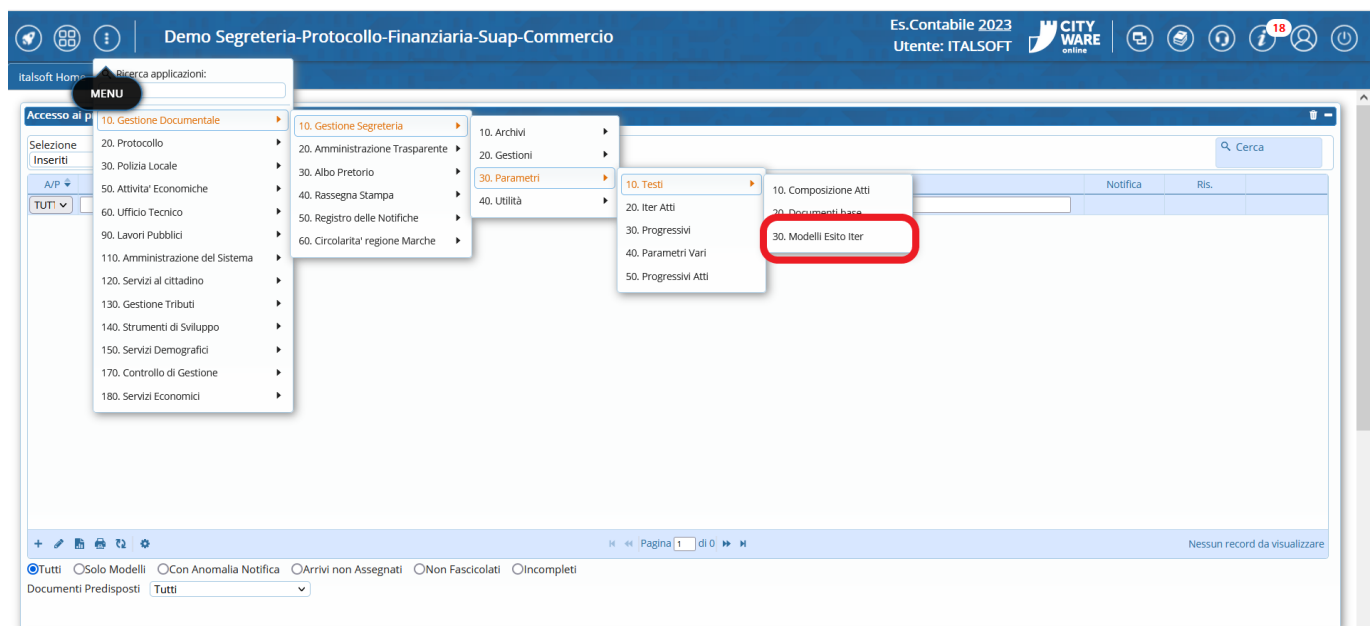 Demo Segreteria-Protocollo-Finanziaria-Suap-Commercio
Es.Contabile 2023
Utente: ITALSOFT
CITY
WARE
online
18
italsoft Home
Ricerca applicazioni:
MENU
Accesso ai p
Selezione
Inseriti
Cerca
A/P
Notifica
Ris.
TUT
10. Gestione Documentale
20. Protocollo
30. Polizia Locale
50. Attivita' Economiche
60. Ufficio Tecnico
90. Lavori Pubblici
110. Amministrazione del Sistema
120. Servizi al cittadino
130. Gestione Tributi
140. Strumenti di Sviluppo
150. Servizi Demografici
170. Controllo di Gestione
180. Servizi Economici
10. Gestione Segreteria
20. Amministrazione Trasparente
30. Albo Pretorio
40. Rassegna Stampa
50. Registro delle Notifiche
60. Circolarita' regione Marche
10. Archivi
20. Gestioni
30. Parametri
40. Utilità
10. Testi
20. Iter Atti
30. Progressivi
40. Parametri Vari
50. Progressivi Atti
10. Composizione Atti
20. Documenti base
30. Modelli Esito Iter
Pagina 1 di 0
Nessun record da visualizzare
Tutti Solo Modelli Con Anomalia Notifica Arrivi non Assegnati Non Fascicolati Incompleti
Documenti Predisposti Tutti